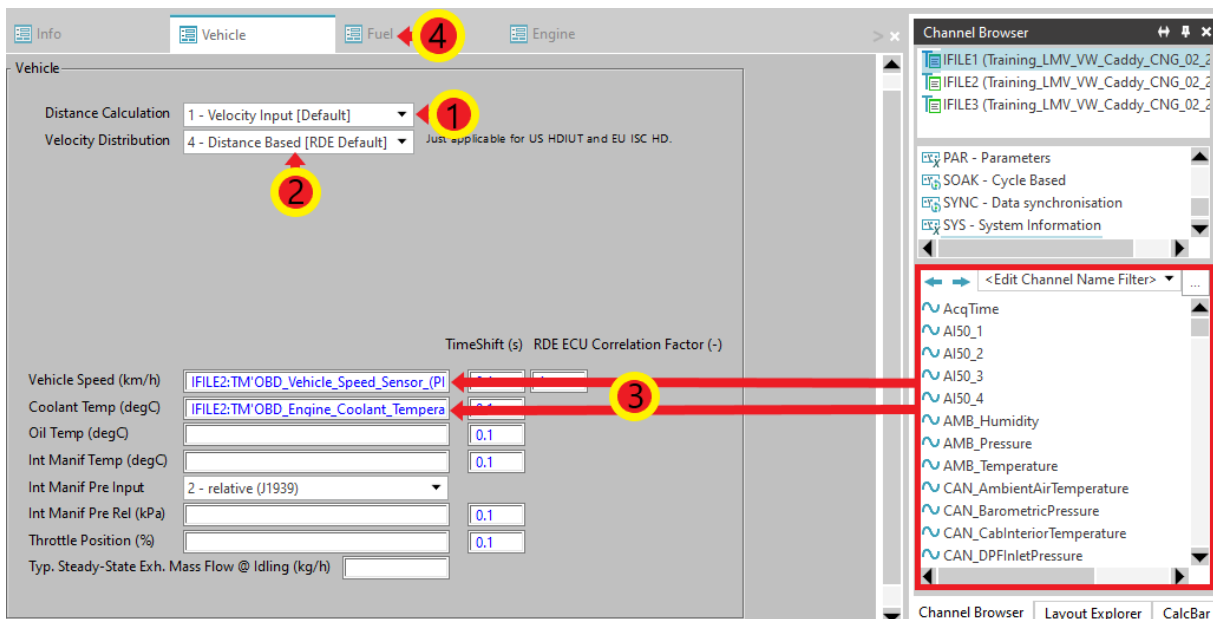 Info
Vehicle
Fuel
4
Engine
Vehicle
Distance Calculation 1 - Velocity Input [Default]
1
Velocity Distribution 4 - Distance Based [RDE Default] Just applicable for US HDIUT and EU ISC HD.
2
TimeShift (s) RDE ECU Correlation Factor (-)
Vehicle Speed (km/h) IFILE2:TM'OBD_Vehicle_Speed_Sensor_(PI
Coolant Temp (degC) IFILE2:TM'OBD_Engine_Coolant_Tempera
3
Oil Temp (degC) 0.1
Int Manif Temp (degC) 0.1
Int Manif Pre Input 2 - relative (J1939)
Int Manif Pre Rel (kPa) 0.1
Throttle Position (%) 0.1
Typ. Steady-State Exh. Mass Flow @ Idling (kg/h)
Channel Browser
IFILE1 (Training_LMV_VW_Caddy_CNG_02_2
IFILE2 (Training_LMV_VW_Caddy_CNG_02_2
IFILE3 (Training_LMV_VW_Caddy_CNG_02_2
PAR - Parameters
SOAK - Cycle Based
SYNC - Data synchronisation
SYS - System Information
<Edit Channel Name Filter> ...
AcqTime
AI50_1
AI50_2
AI50_3
AI50_4
AMB_Humidity
AMB_Pressure
AMB_Temperature
CAN_AmbientAirTemperature
CAN_BarometricPressure
CAN_CabInteriorTemperature
CAN_DPFInletPressure
Channel Browser Layout Explorer CalcBar